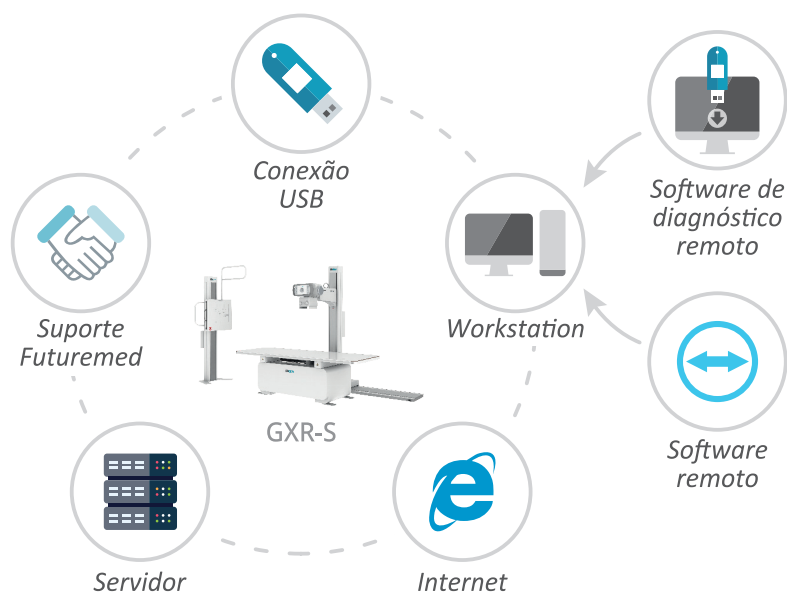 Conexão
USB
Software de
diagnóstico
remoto
Suporte
Futuremed
Workstation
GXR-S
Software
remoto
Servidor
Internet